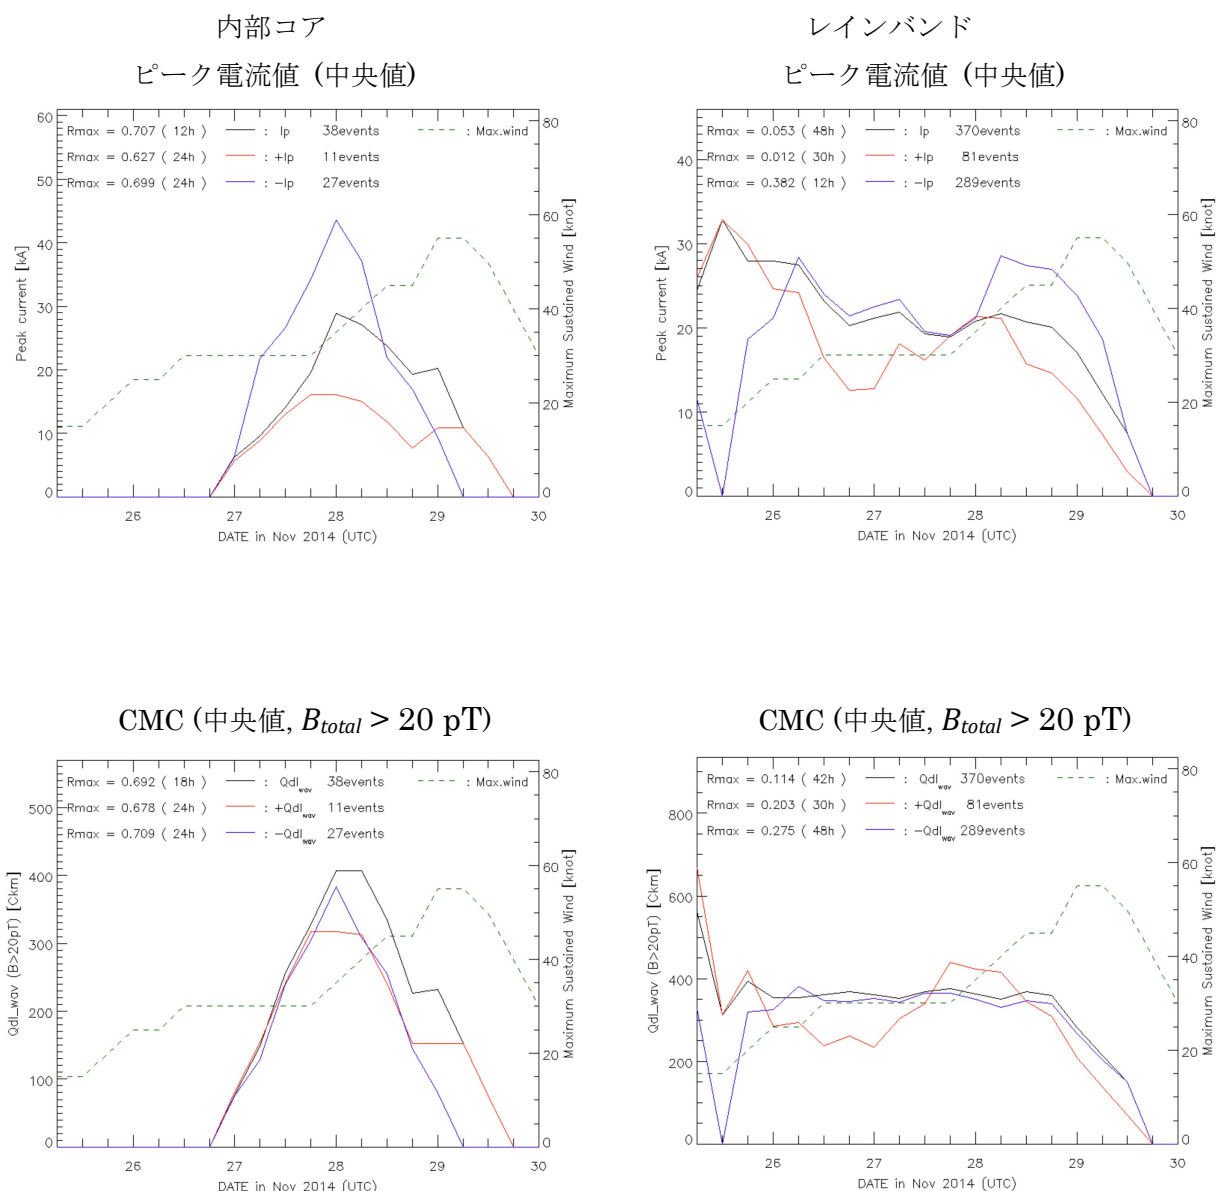 内部コア
ピーク電流値 (中央値)
60
50
40
30
20
10
0
Peak current [kA]
Rmax = 0.707 ( 12h ) : Ip 38events : Max.wind
Rmax = 0.627 ( 24h ) : +Ip 11events
Rmax = 0.699 ( 24h ) : -Ip 27events
80
60
40
20
0
Maximum Sustained Wind [knot]
26 27 28 29 30
DATE in Nov 2014 (UTC)
レインバンド
ピーク電流値 (中央値)
40
30
20
10
0
Peak current [kA]
Rmax = 0.053 ( 48h ) : Ip 370events : Max.wind
Rmax = 0.012 ( 30h ) : +Ip 81events
Rmax = 0.382 ( 12h ) : -Ip 289events
80
60
40
20
0
Maximum Sustained Wind [knot]
26 27 28 29 30
DATE in Nov 2014 (UTC)
CMC (中央値, Btotal > 20 pT)
500
400
300
200
100
0
Qdl_wav (B>20pT) [Ckm]
Rmax = 0.692 ( 18h ) : Qdlwav 38events : Max.wind
Rmax = 0.678 ( 24h ) : +Qdlwav 11events
Rmax = 0.709 ( 24h ) : -Qdlwav 27events
80
60
40
20
0
Maximum Sustained Wind [knot]
26 27 28 29 30
DATE in Nov 2014 (UTC)
CMC (中央値, Btotal > 20 pT)
800
600
400
200
0
Qdl_wav (B>20pT) [Ckm]
Rmax = 0.114 ( 42h ) : Qdlwav 370events : Max.wind
Rmax = 0.203 ( 30h ) : +Qdlwav 81events
Rmax = 0.275 ( 48h ) : -Qdlwav 289events
80
60
40
20
0
Maximum Sustained Wind [knot]
26 27 28 29 30
DATE in Nov 2014 (UTC)